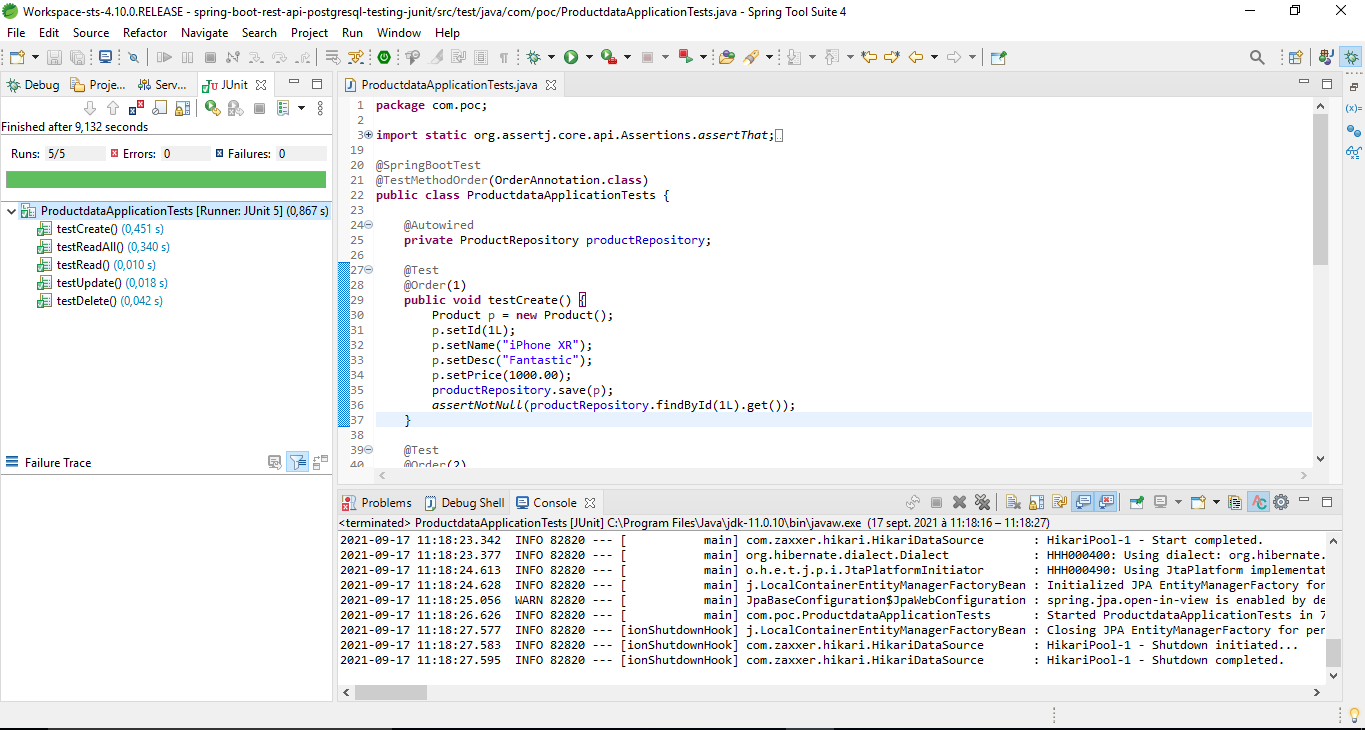 Workspace-sts-4.10.0.RELEASE - spring-boot-rest-api-postgresql-testing-junit/src/test/java/com/poc/ProductdataApplicationTests.java - Spring Tool Suite 4
File Edit Source Refactor Navigate Search Project Run Window Help
Debug Proje... Serv... JUnit
Finished after 9,132 seconds
Runs: 5/5 Errors: 0 Failures: 0
ProductdataApplicationTests [Runner: JUnit 5] (0,867 s)
testCreate() (0,451 s)
testReadAll() (0,340 s)
testRead() (0,010 s)
testUpdate() (0,018 s)
testDelete() (0,042 s)
Failure Trace
ProductdataApplicationTests.java
1 package com.poc;
2
3 import static org.assertj.core.api.Assertions.assertThat;
19
20 @SpringBootTest
21 @TestMethodOrder(OrderAnnotation.class)
22 public class ProductdataApplicationTests {
23
24 @Autowired
25 private ProductRepository productRepository;
26
27 @Test
28 @Order(1)
29 public void testCreate() {
30 Product p = new Product();
31 p.setId(1L);
32 p.setName("iPhone XR");
33 p.setDesc("Fantastic");
34 p.setPrice(1000.00);
35 productRepository.save(p);
36 assertNotNull(productRepository.findById(1L).get());
37 }
38
39 @Test
40 @Order(2)
Problems Debug Shell Console
<terminated> ProductdataApplicationTests [JUnit] C:\Program Files\Java\jdk-11.0.10\bin\javaw.exe (17 sept. 2021 à 11:18:16 – 11:18:27)
2021-09-17 11:18:23.342 INFO 82820 --- [ main] com.zaxxer.hikari.HikariDataSource : HikariPool-1 - Start completed.
2021-09-17 11:18:23.377 INFO 82820 --- [ main] org.hibernate.dialect.Dialect : HHH000400: Using dialect: org.hibernate.
2021-09-17 11:18:24.613 INFO 82820 --- [ main] o.h.e.t.j.p.i.JtaPlatformInitiator : HHH000490: Using JtaPlatform implementat
2021-09-17 11:18:24.628 INFO 82820 --- [ main] j.LocalContainerEntityManagerFactoryBean : Initialized JPA EntityManagerFactory for
2021-09-17 11:18:25.056 WARN 82820 --- [ main] JpaBaseConfiguration$JpaWebConfiguration : spring.jpa.open-in-view is enabled by de
2021-09-17 11:18:26.626 INFO 82820 --- [ main] com.poc.ProductdataApplicationTests : Started ProductdataApplicationTests in 7
2021-09-17 11:18:27.577 INFO 82820 --- [ionShutdownHook] j.LocalContainerEntityManagerFactoryBean : Closing JPA EntityManagerFactory for per
2021-09-17 11:18:27.583 INFO 82820 --- [ionShutdownHook] com.zaxxer.hikari.HikariDataSource : HikariPool-1 - Shutdown initiated...
2021-09-17 11:18:27.595 INFO 82820 --- [ionShutdownHook] com.zaxxer.hikari.HikariDataSource : HikariPool-1 - Shutdown completed.